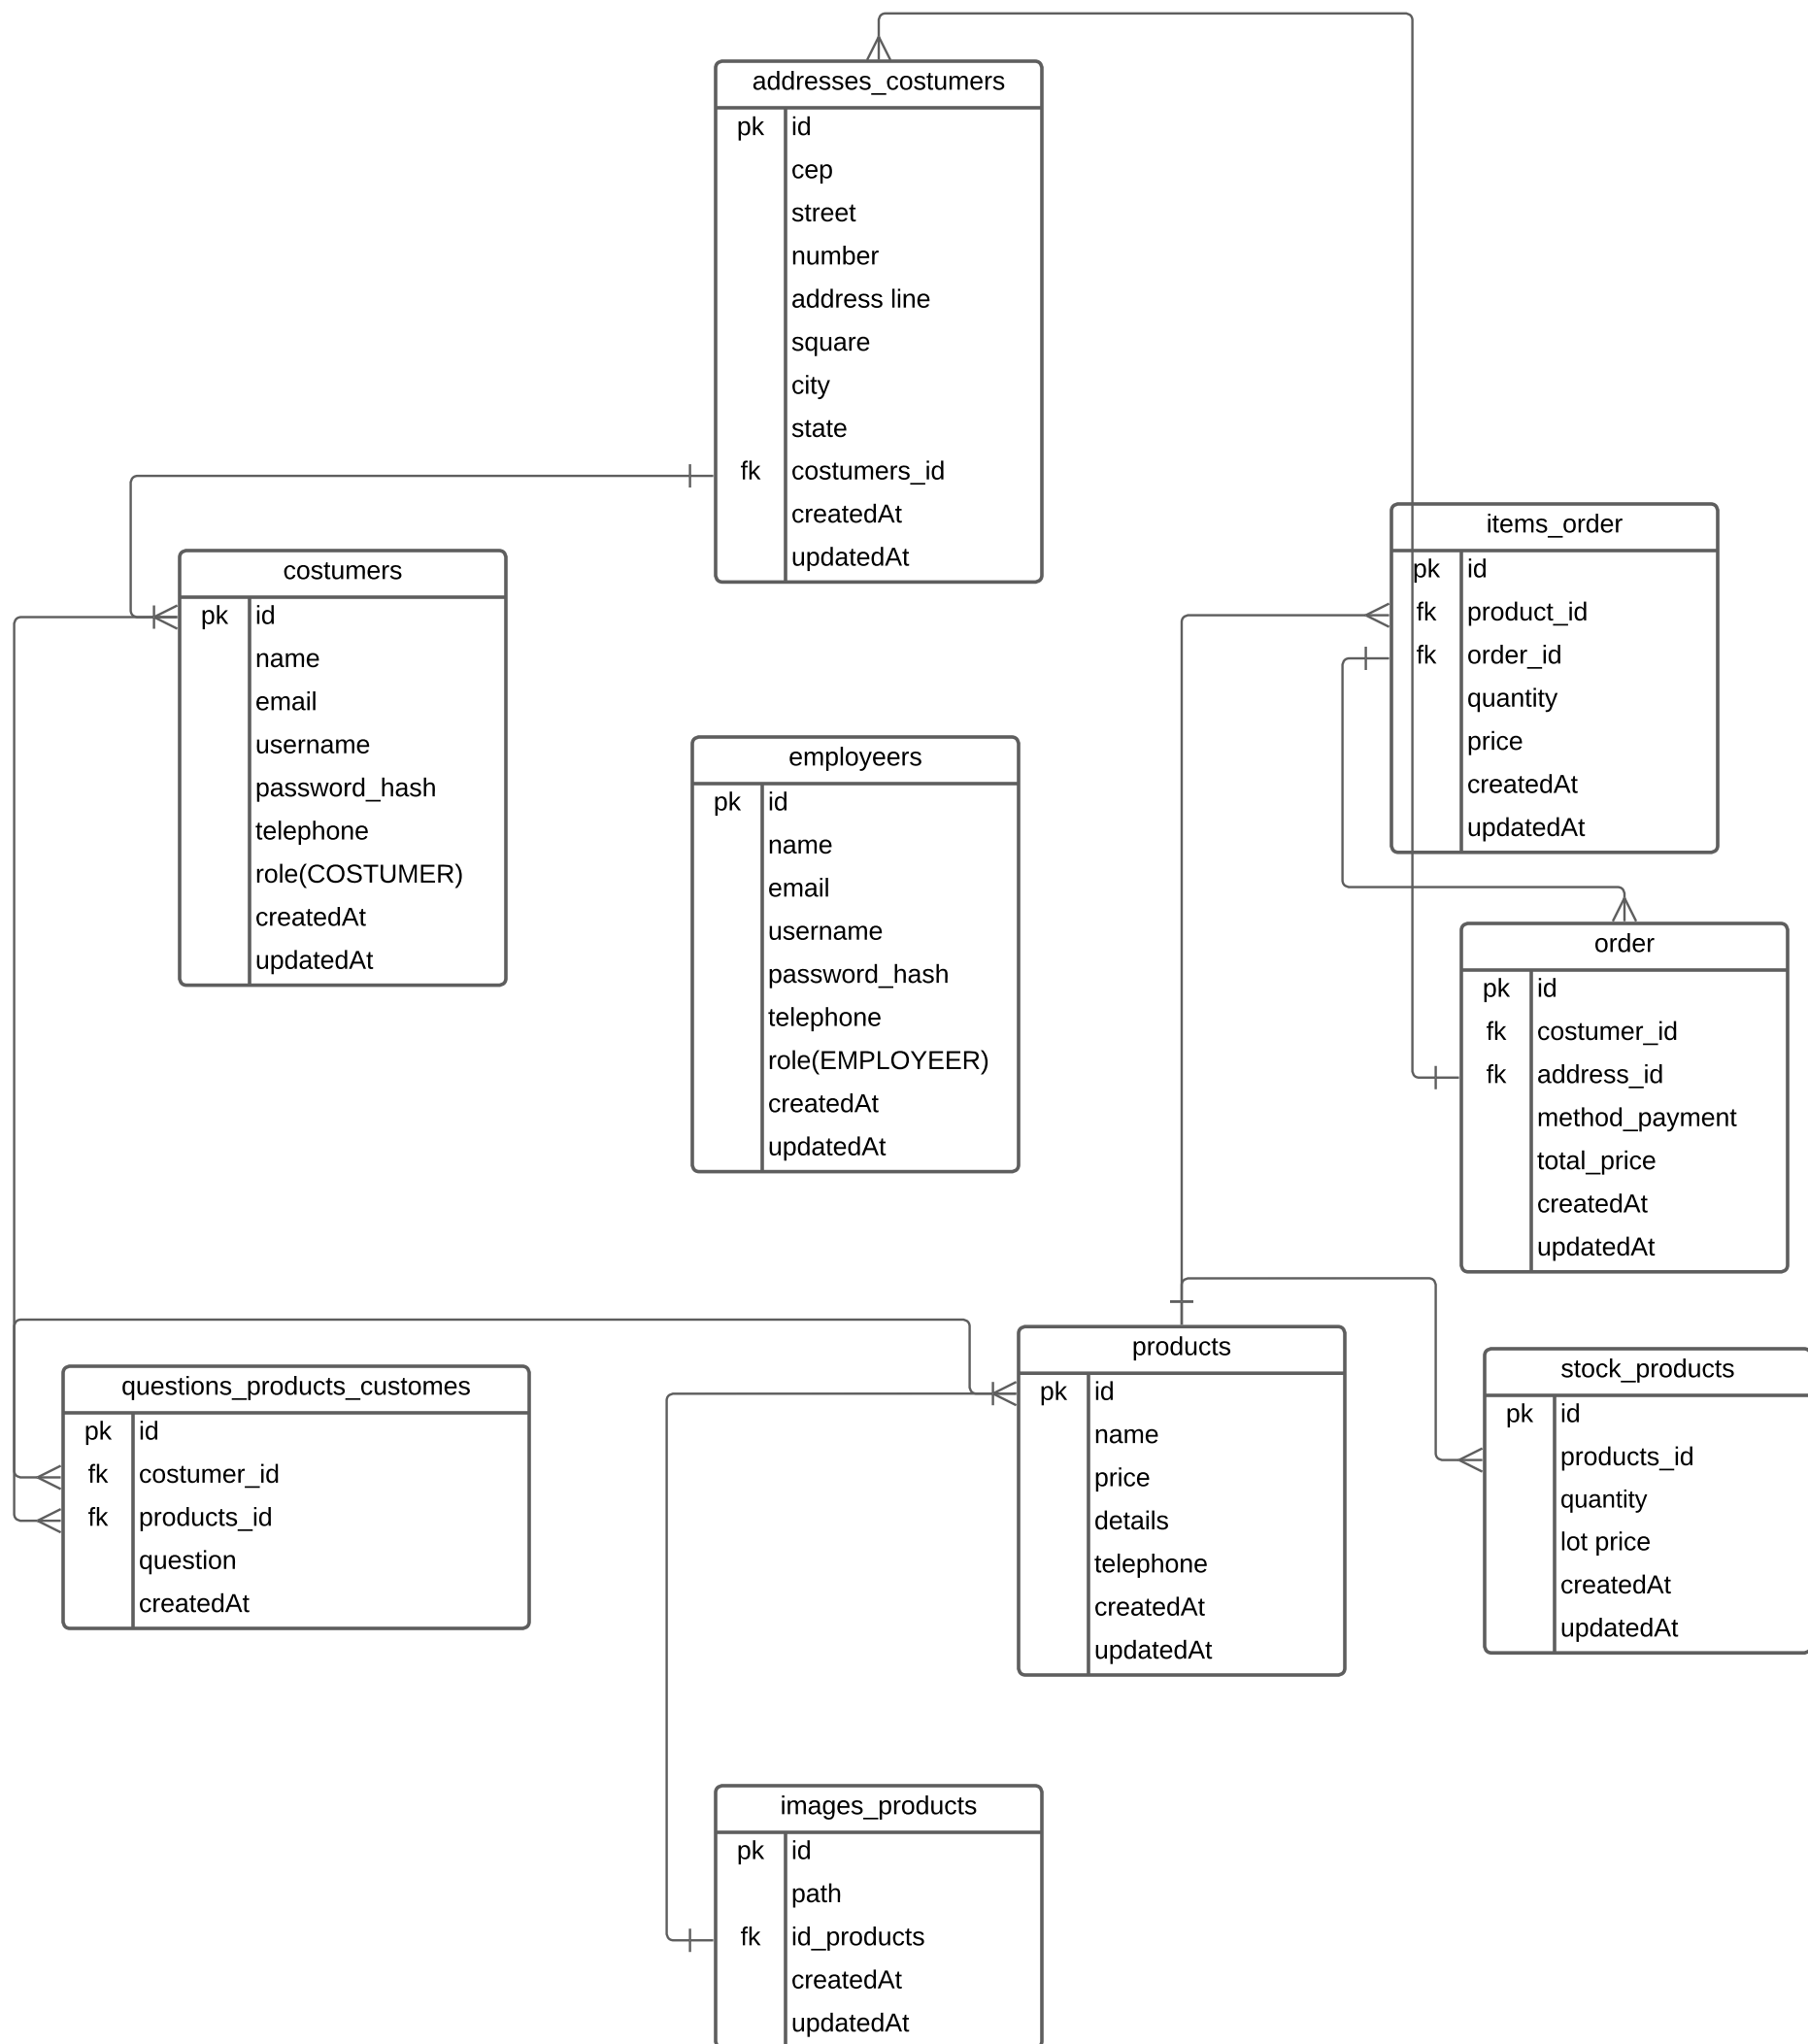 addresses_costumers
pk id
cep
street
number
address line
square
city
state
fk costumers_id
createdAt
updatedAt
costumers
pk id
name
email
username
password_hash
telephone
role(COSTUMER)
createdAt
updatedAt
employeers
pk id
name
email
username
password_hash
telephone
role(EMPLOYEER)
createdAt
updatedAt
items_order
pk id
fk product_id
fk order_id
quantity
price
createdAt
updatedAt
order
pk id
fk costumer_id
fk address_id
method_payment
total_price
createdAt
updatedAt
questions_products_customes
pk id
fk costumer_id
fk products_id
question
createdAt
products
pk id
name
price
details
telephone
createdAt
updatedAt
stock_products
pk id
products_id
quantity
lot price
createdAt
updatedAt
images_products
pk id
path
fk id_products
createdAt
updatedAt